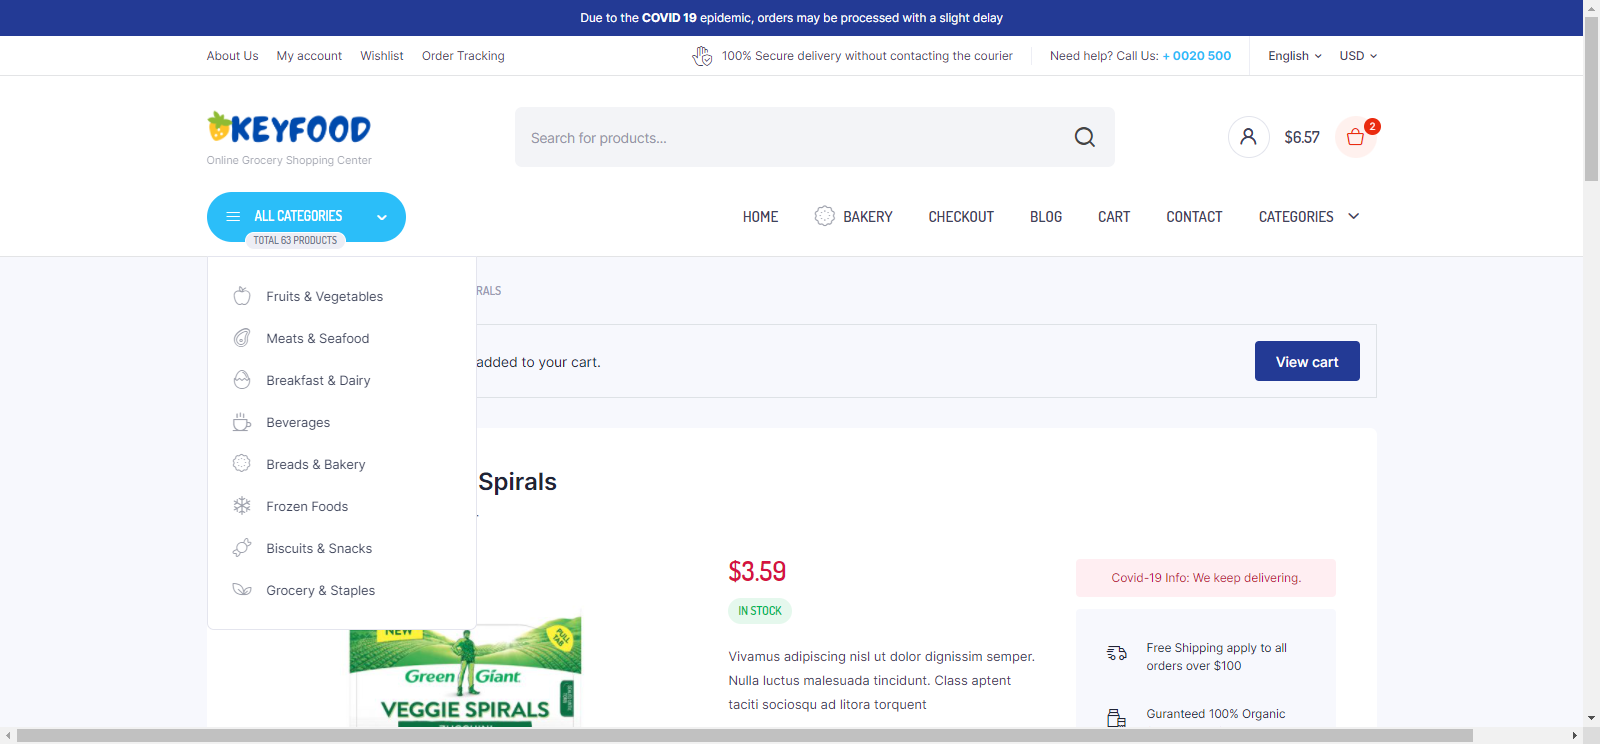 Due to the COVID 19 epidemic, orders may be processed with a slight delay
About Us My account Wishlist Order Tracking
100% Secure delivery without contacting the courier
Need help? Call Us: + 0020 500
English USD
KEYFOOD
Online Grocery Shopping Center
Search for products...
$6.57
2
ALL CATEGORIES
TOTAL 63 PRODUCTS
HOME BAKERY CHECKOUT BLOG CART CONTACT CATEGORIES
RALS
Fruits & Vegetables
Meats & Seafood
Breakfast & Dairy
Beverages
Breads & Bakery
Frozen Foods
Biscuits & Snacks
Grocery & Staples
added to your cart.
View cart
Spirals
$3.59
IN STOCK
Vivamus adipiscing nisl ut dolor dignissim semper.
Nulla luctus malesuada tincidunt. Class aptent
taciti sociosqu ad litora torquent
Covid-19 Info: We keep delivering.
Free Shipping apply to all
orders over $100
Guranteed 100% Organic
NEW
PULL
TAB
Green Giant
VEGGIE SPIRALS